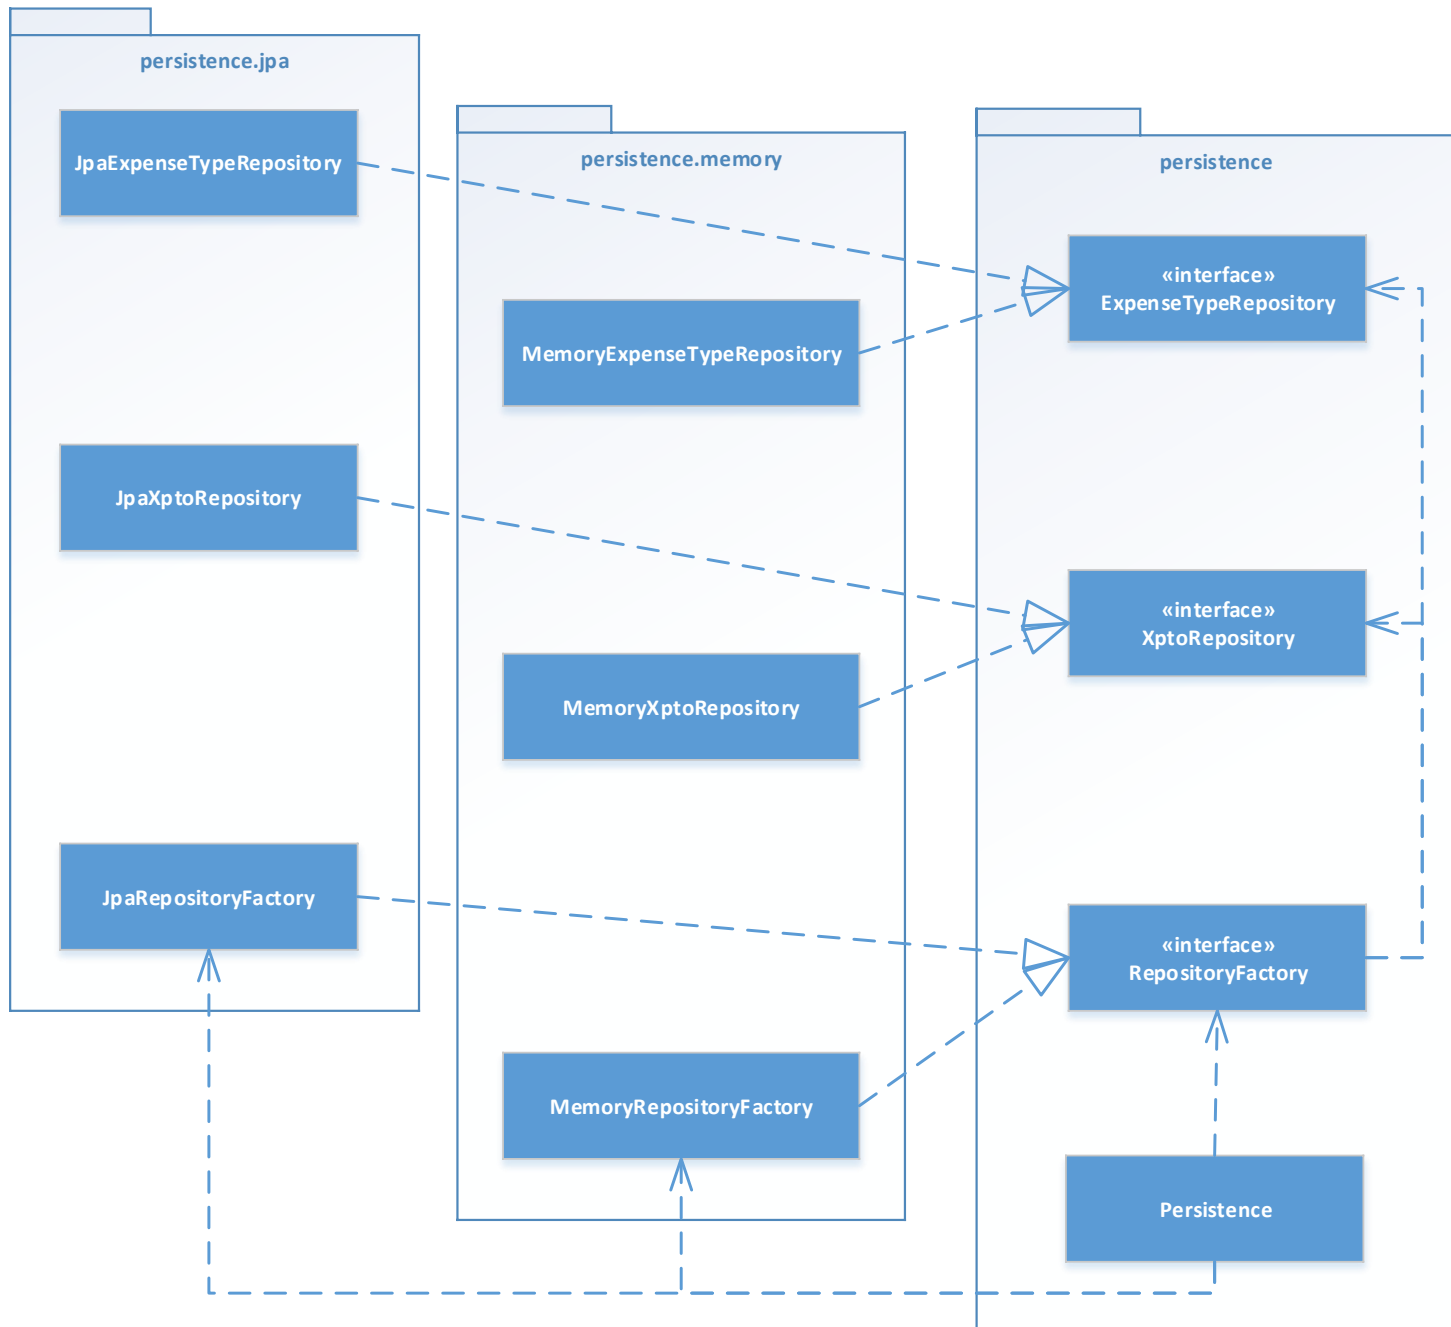 persistence.jpa
JpaExpenseTypeRepository
JpaXptoRepository
JpaRepositoryFactory
persistence.memory
MemoryExpenseTypeRepository
MemoryXptoRepository
MemoryRepositoryFactory
persistence
«interface»
ExpenseTypeRepository
«interface»
XptoRepository
«interface»
RepositoryFactory
Persistence